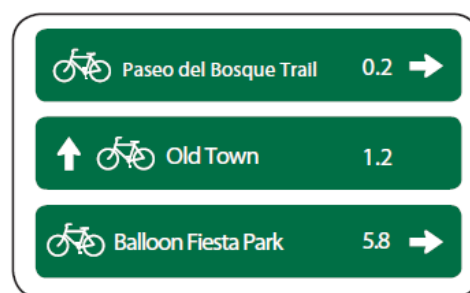 Paseo del Bosque Trail 0.2
Old Town 1.2
Balloon Fiesta Park 5.8